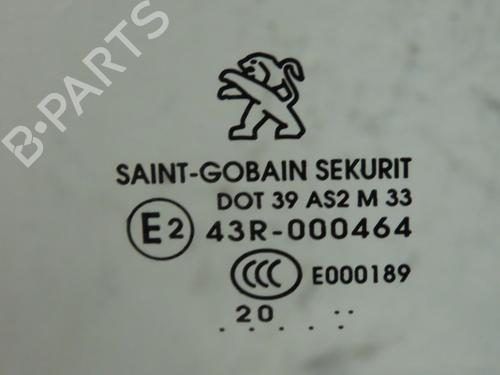 B-PARTS
SAINT-GOBAIN SEKURIT
DOT 39 AS2 M 33
E2 43R-000464
CCC E000189
20
..... ::